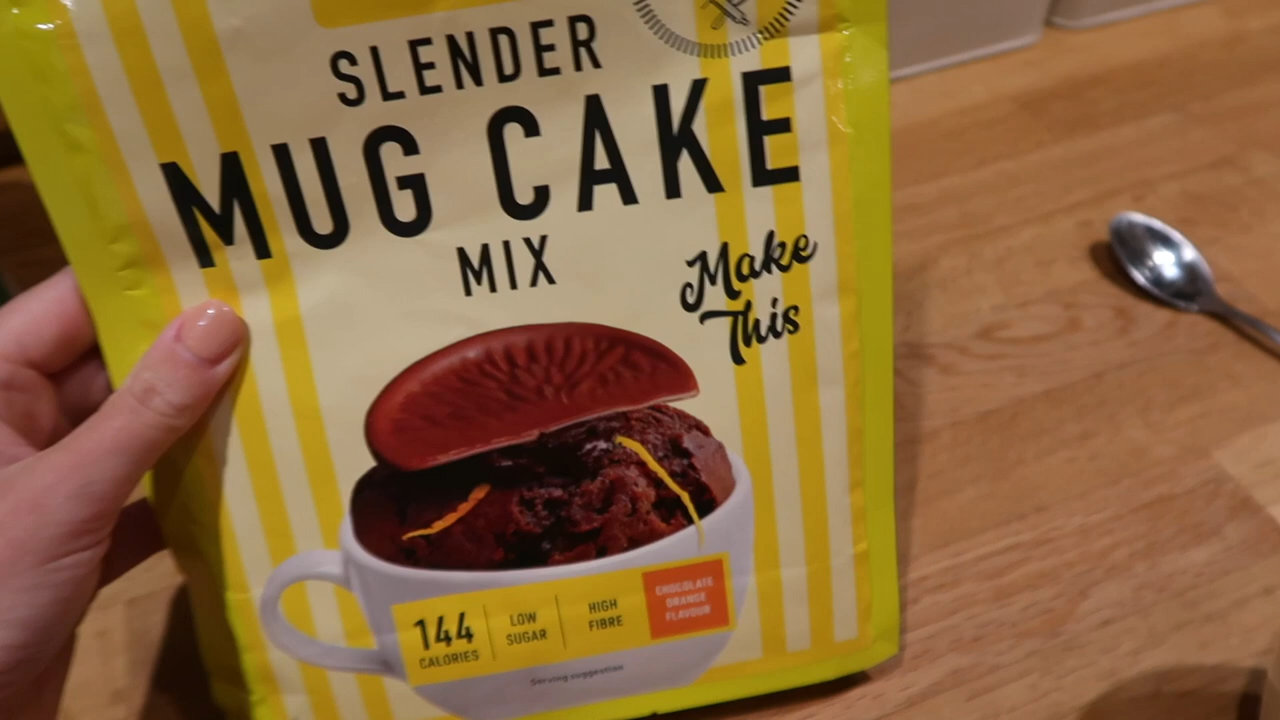 SLENDER
MUG CAKE
MIX
Make
This
144
CALORIES
LOW
SUGAR
HIGH
FIBRE
CHOCOLATE
ORANGE
FLAVOUR
Serving suggestion